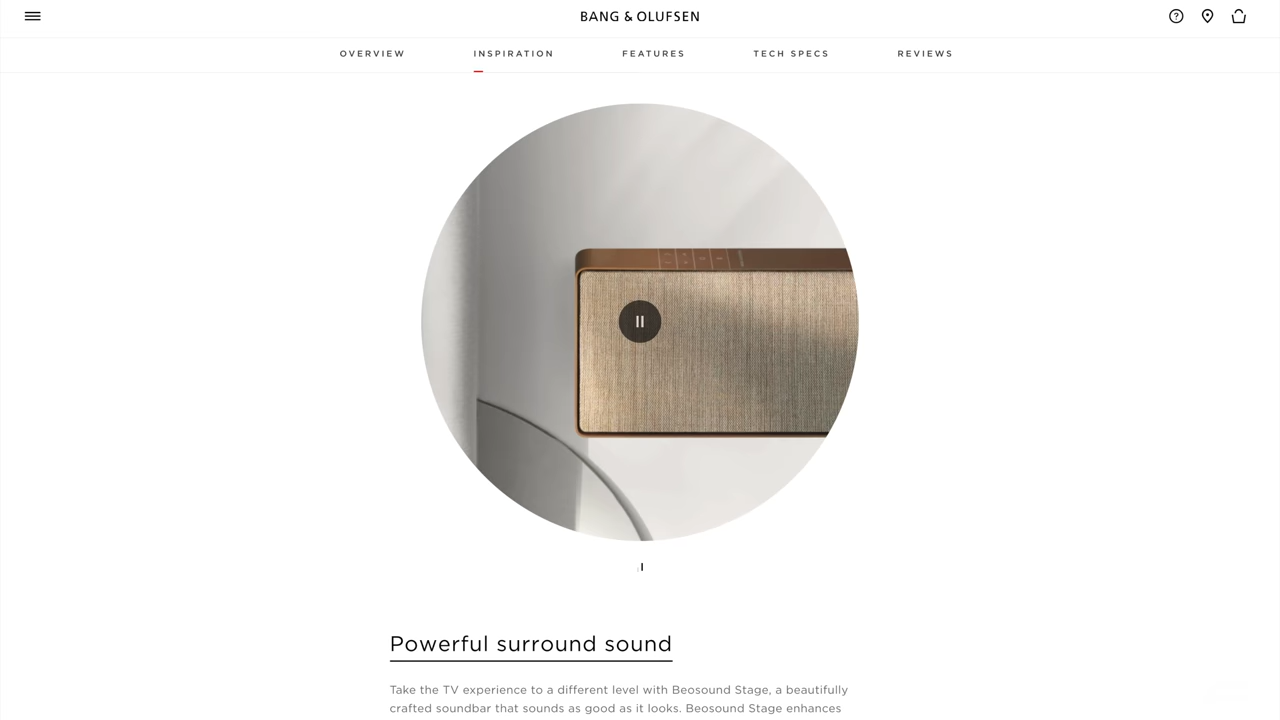 BANG & OLUFSEN
OVERVIEW
INSPIRATION
FEATURES
TECH SPECS
REVIEWS
Powerful surround sound
Take the TV experience to a different level with Beosound Stage, a beautifully
crafted soundbar that sounds as good as it looks. Beosound Stage enhances